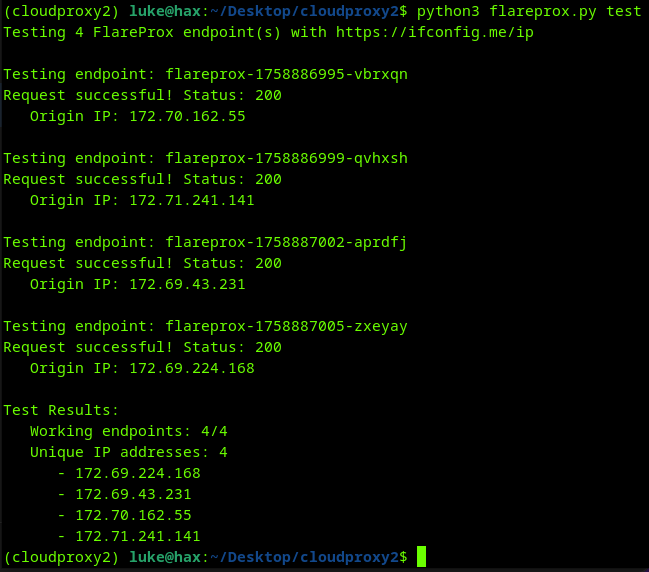 (cloudproxy2) luke@hax:~/Desktop/cloudproxy2$ python3 flareprox.py test
Testing 4 FlareProx endpoint(s) with https://ifconfig.me/ip

Testing endpoint: flareprox-1758886995-vbrxqn
Request successful! Status: 200
   Origin IP: 172.70.162.55

Testing endpoint: flareprox-1758886999-qvhxsh
Request successful! Status: 200
   Origin IP: 172.71.241.141

Testing endpoint: flareprox-1758887002-aprdfj
Request successful! Status: 200
   Origin IP: 172.69.43.231

Testing endpoint: flareprox-1758887005-zxeyay
Request successful! Status: 200
   Origin IP: 172.69.224.168

Test Results:
   Working endpoints: 4/4
   Unique IP addresses: 4
      - 172.69.224.168
      - 172.69.43.231
      - 172.70.162.55
      - 172.71.241.141
(cloudproxy2) luke@hax:~/Desktop/cloudproxy2$